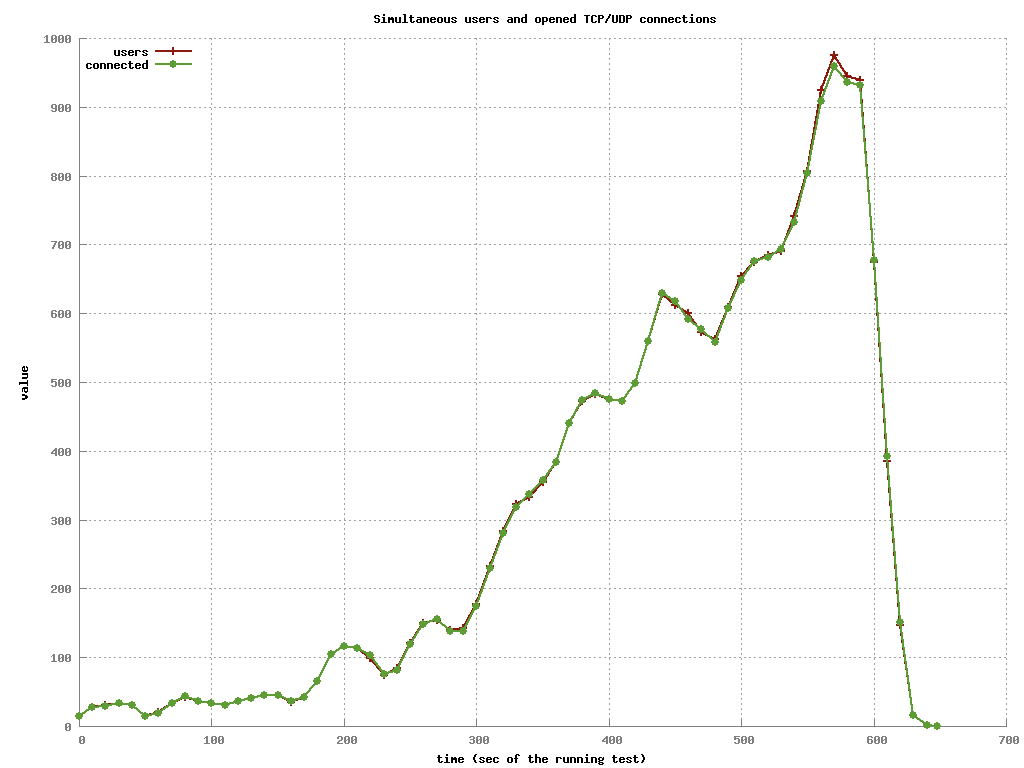 Simultaneous users and opened TCP/UDP connections
users
connected
1000
900
800
700
600
500
400
300
200
100
0
value
0 100 200 300 400 500 600 700
time (sec of the running test)